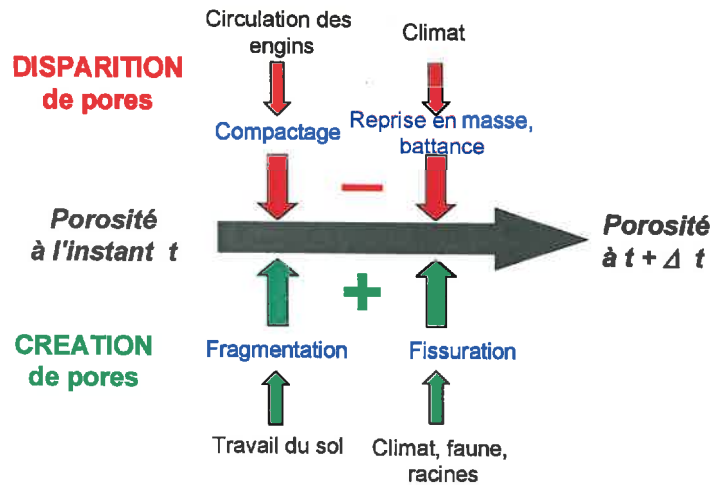 Circulation des
engins
Climat
DISPARITION
de pores
Compactage
Reprise en masse,
battance
−
Porosité
à l'instant t
Porosité
à t + Δ t
+
CREATION
de pores
Fragmentation
Fissuration
Travail du sol
Climat, faune,
racines